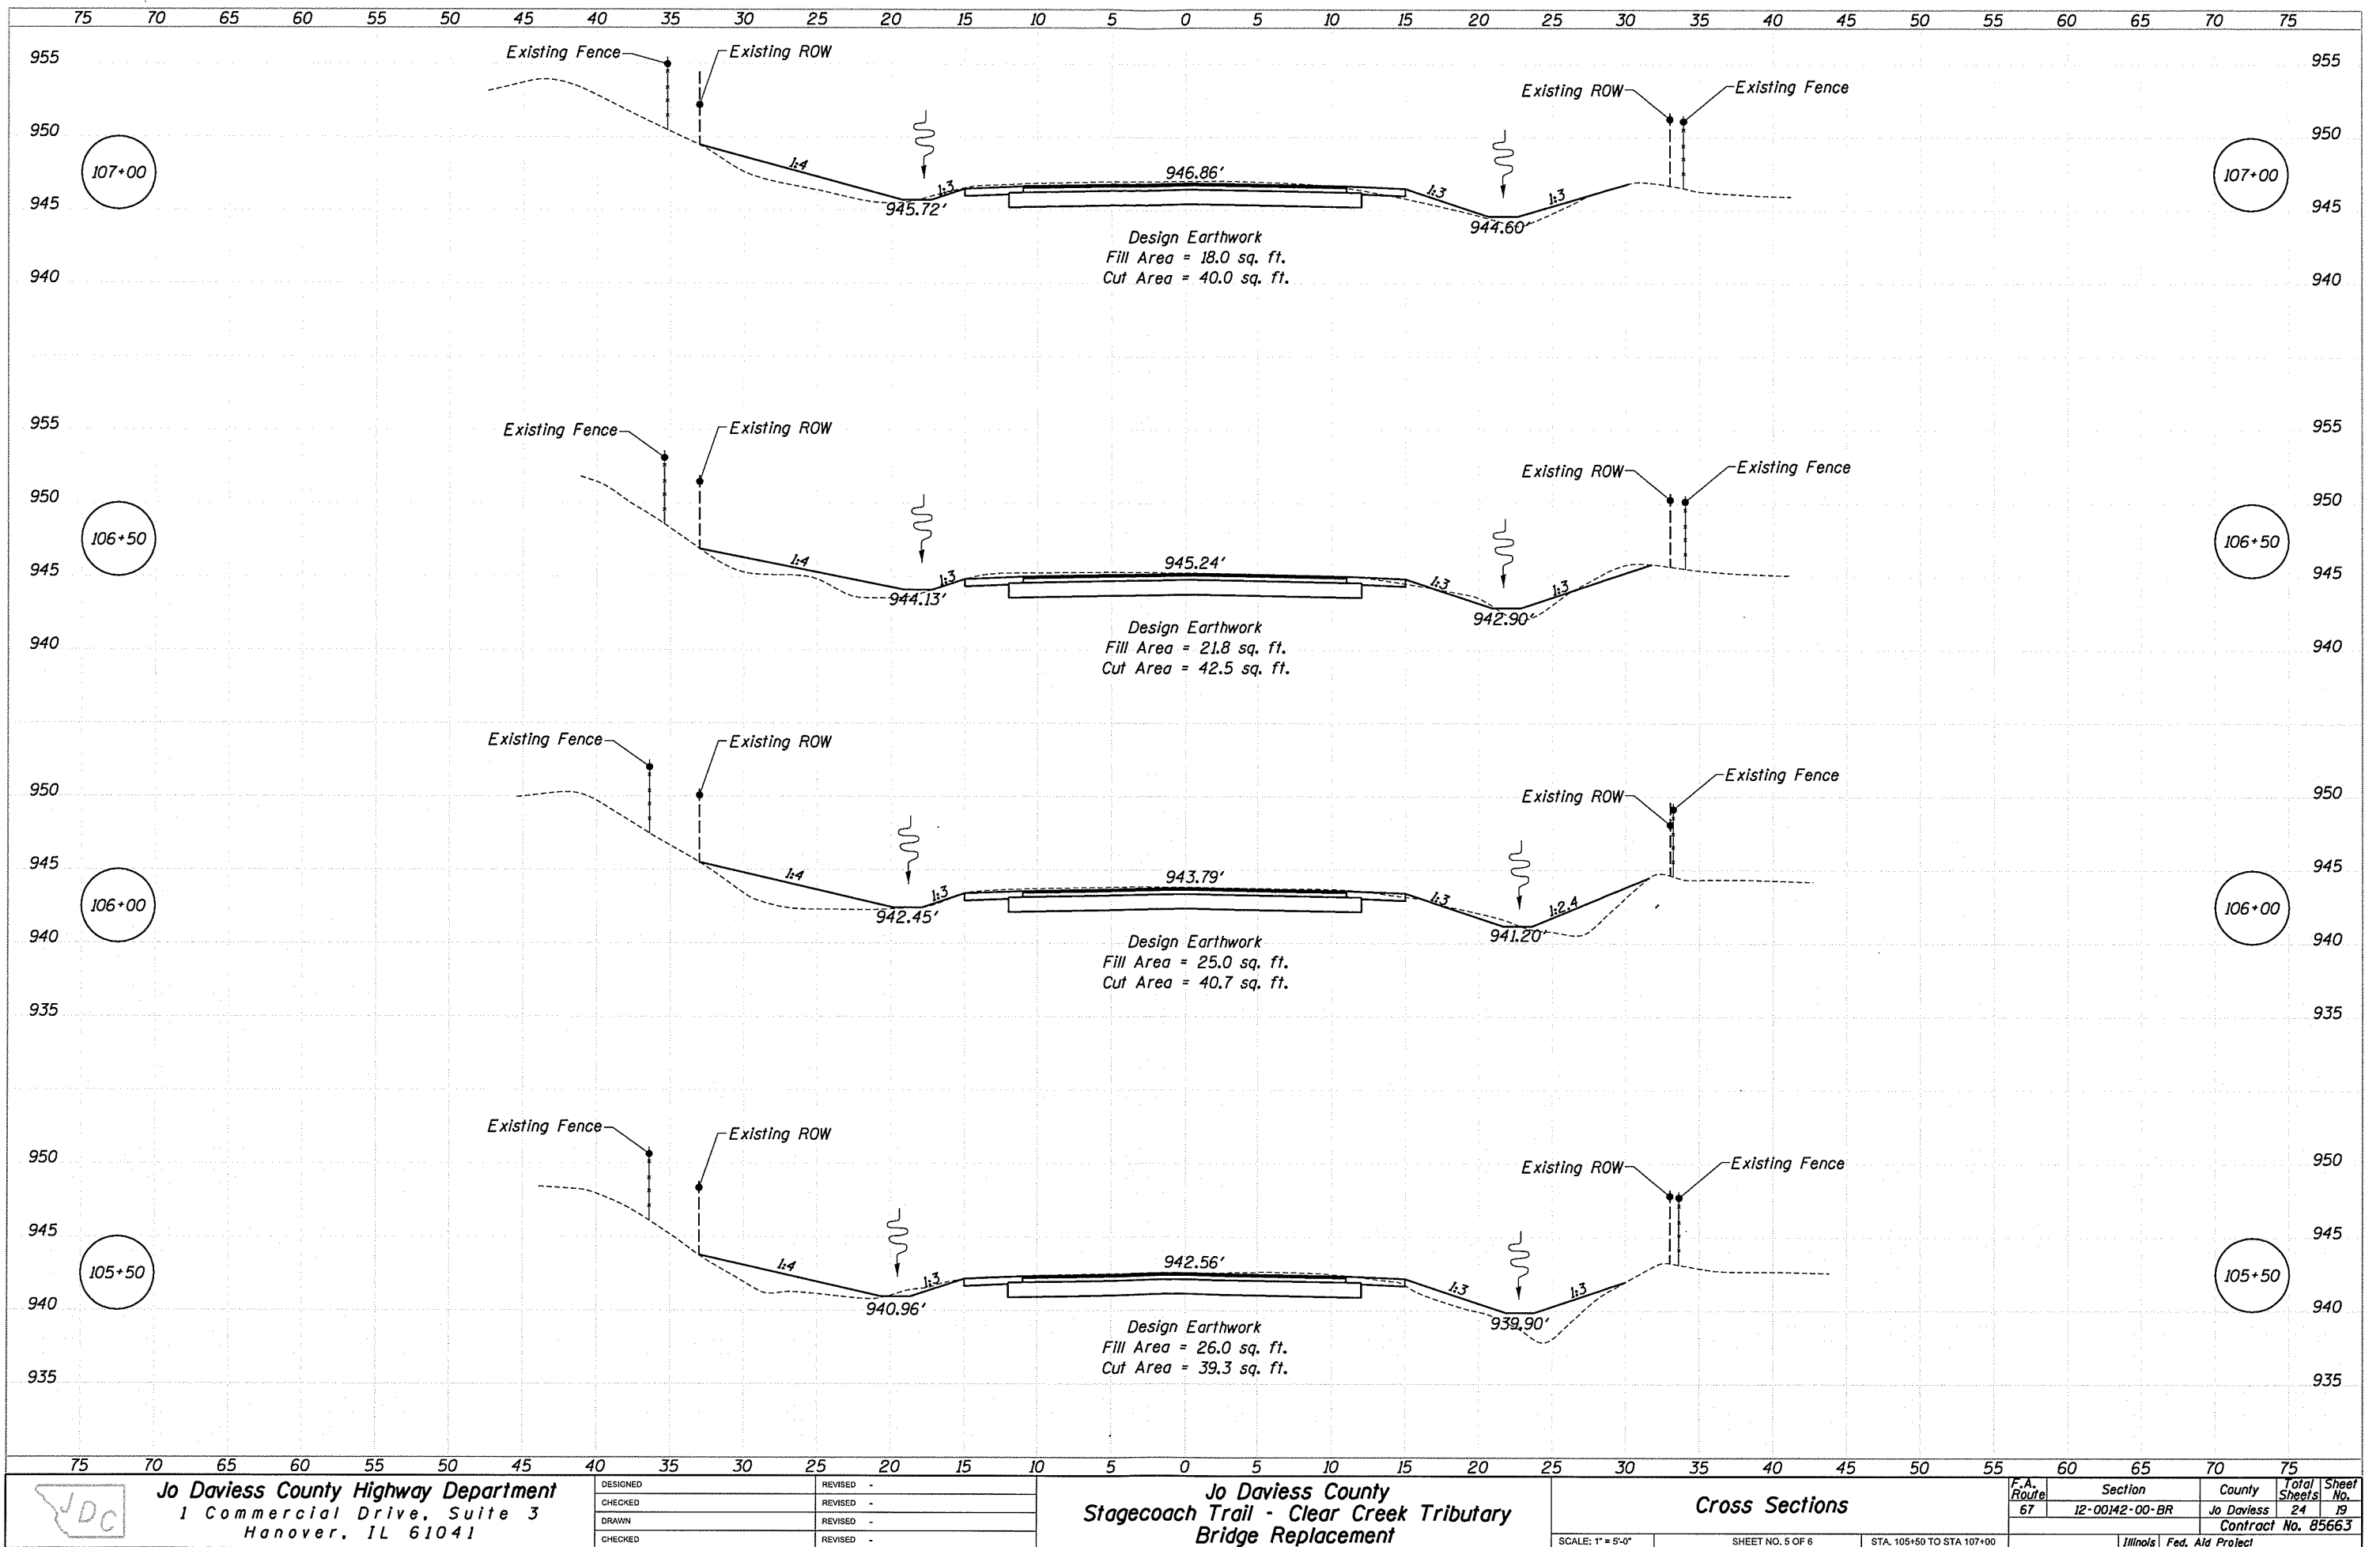 75 70 65 60 55 50 45 40 35 30 25 20 15 10 5 0 5 10 15 20 25 30 35 40 45 50 55 60 65 70 75
955 Existing Fence Existing ROW Existing ROW Existing Fence 955
950 950
107+00 1:4 1:3 946.86' 1:3 1:3 107+00
945 945.72' 944.60' 945
Design Earthwork
Fill Area = 18.0 sq. ft.
Cut Area = 40.0 sq. ft.
940 940
955 Existing Fence Existing ROW Existing ROW Existing Fence 955
950 950
106+50 1:4 1:3 945.24' 1:3 1:3 106+50
945 944.13' 942.90' 945
Design Earthwork
Fill Area = 21.8 sq. ft.
Cut Area = 42.5 sq. ft.
940 940
Existing Fence Existing ROW Existing ROW Existing Fence
950 950
945 945
106+00 1:4 1:3 943.79' 1:3 1:2.4 106+00
942.45' 941.20'
940 940
Design Earthwork
Fill Area = 25.0 sq. ft.
Cut Area = 40.7 sq. ft.
935 935
Existing Fence Existing ROW Existing ROW Existing Fence
950 950
945 945
105+50 1:4 1:3 942.56' 1:3 1:3 105+50
940 940.96' 939.90' 940
Design Earthwork
Fill Area = 26.0 sq. ft.
Cut Area = 39.3 sq. ft.
935 935
75 70 65 60 55 50 45 40 35 30 25 20 15 10 5 0 5 10 15 20 25 30 35 40 45 50 55 60 65 70 75
JDC
Jo Daviess County Highway Department
1 Commercial Drive, Suite 3
Hanover, IL 61041
DESIGNED REVISED -
CHECKED REVISED -
DRAWN REVISED -
CHECKED REVISED -
Jo Daviess County
Stagecoach Trail - Clear Creek Tributary
Bridge Replacement
Cross Sections
SCALE: 1" = 5'-0" SHEET NO. 5 OF 6 STA. 105+50 TO STA 107+00
F.A. Route Section County Total Sheets Sheet No.
67 12-00142-00-BR Jo Daviess 24 19
Contract No. 85663
Illinois Fed. Aid Project